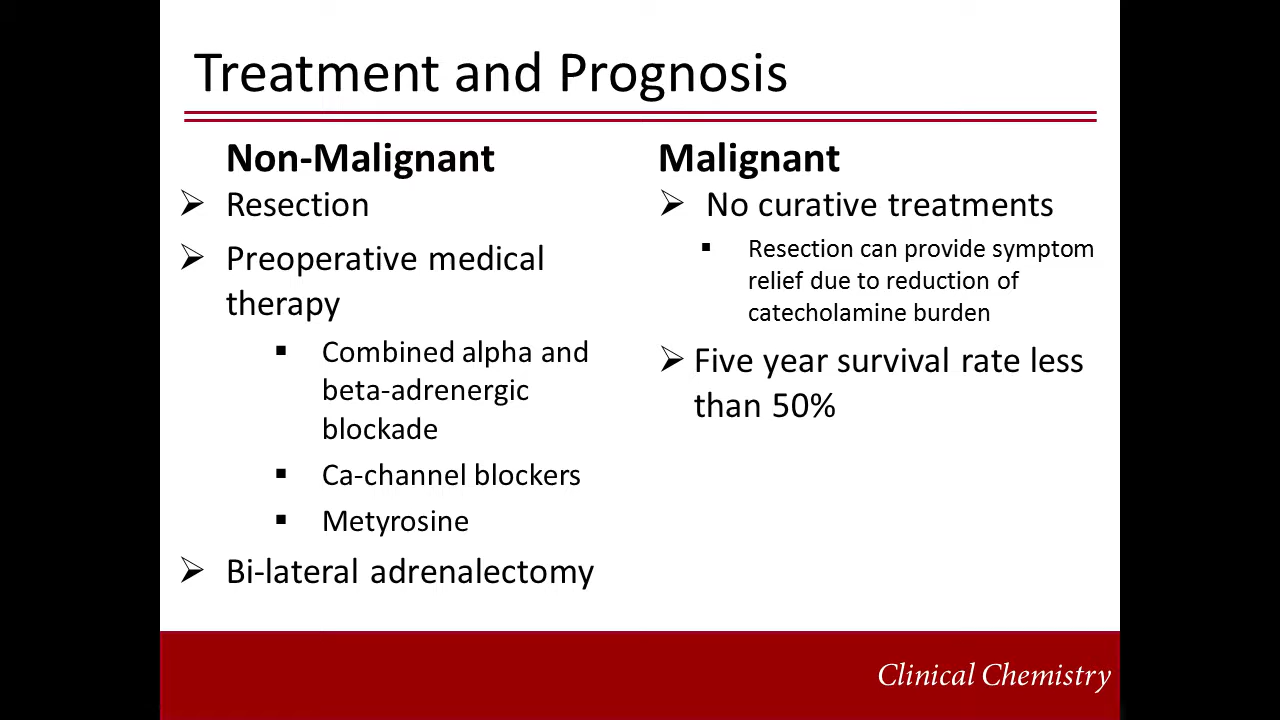 Treatment and Prognosis
Non-Malignant
Resection
Preoperative medical
therapy
Combined alpha and
beta-adrenergic
blockade
Ca-channel blockers
Metyrosine
Bi-lateral adrenalectomy
Malignant
No curative treatments
Resection can provide symptom
relief due to reduction of
catecholamine burden
Five year survival rate less
than 50%
Clinical Chemistry